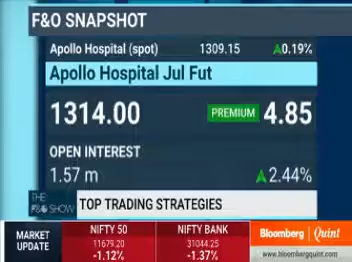 F&O SNAPSHOT
Apollo Hospital (spot) 1309.15 ▲0.19%
Apollo Hospital Jul Fut
1314.00 PREMIUM 4.85
OPEN INTEREST
1.57 m ▲2.44%
THE
F&O SHOW
TOP TRADING STRATEGIES
MARKET UPDATE
NIFTY 50 NIFTY BANK
11679.20 31044.25
-1.12% -1.37%
Bloomberg | Quint
www.bloombergquint.com